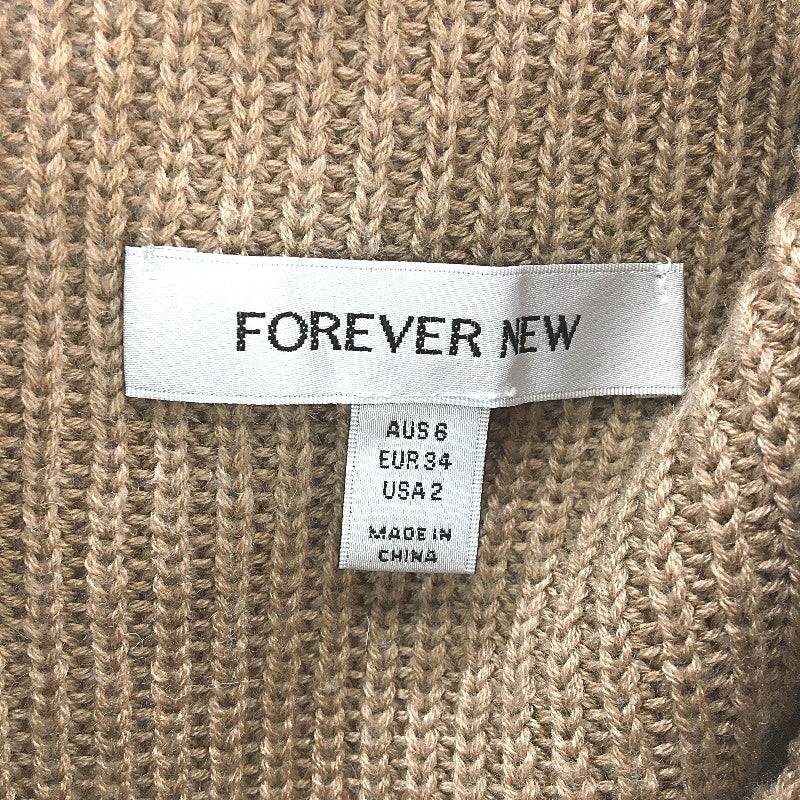 FOREVER NEW
AUS 6
EUR 34
USA 2
MADE IN
CHINA